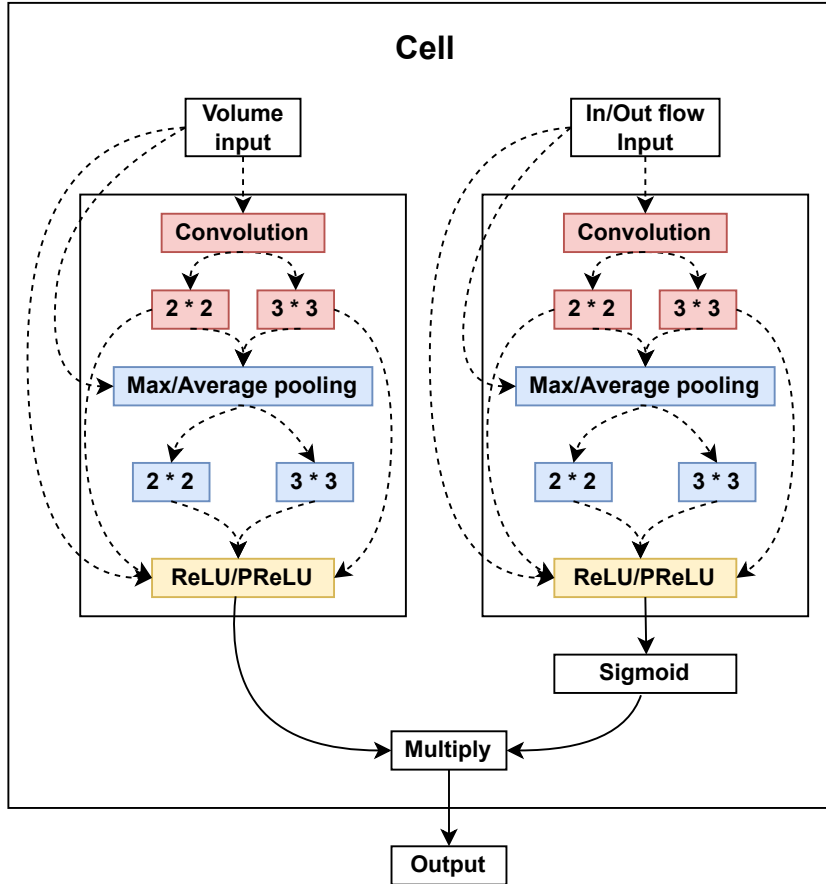 Cell
Volume
input
In/Out flow
Input
Convolution
2 * 2
3 * 3
Max/Average pooling
2 * 2
3 * 3
ReLU/PReLU
Convolution
2 * 2
3 * 3
Max/Average pooling
2 * 2
3 * 3
ReLU/PReLU
Sigmoid
Multiply
Output